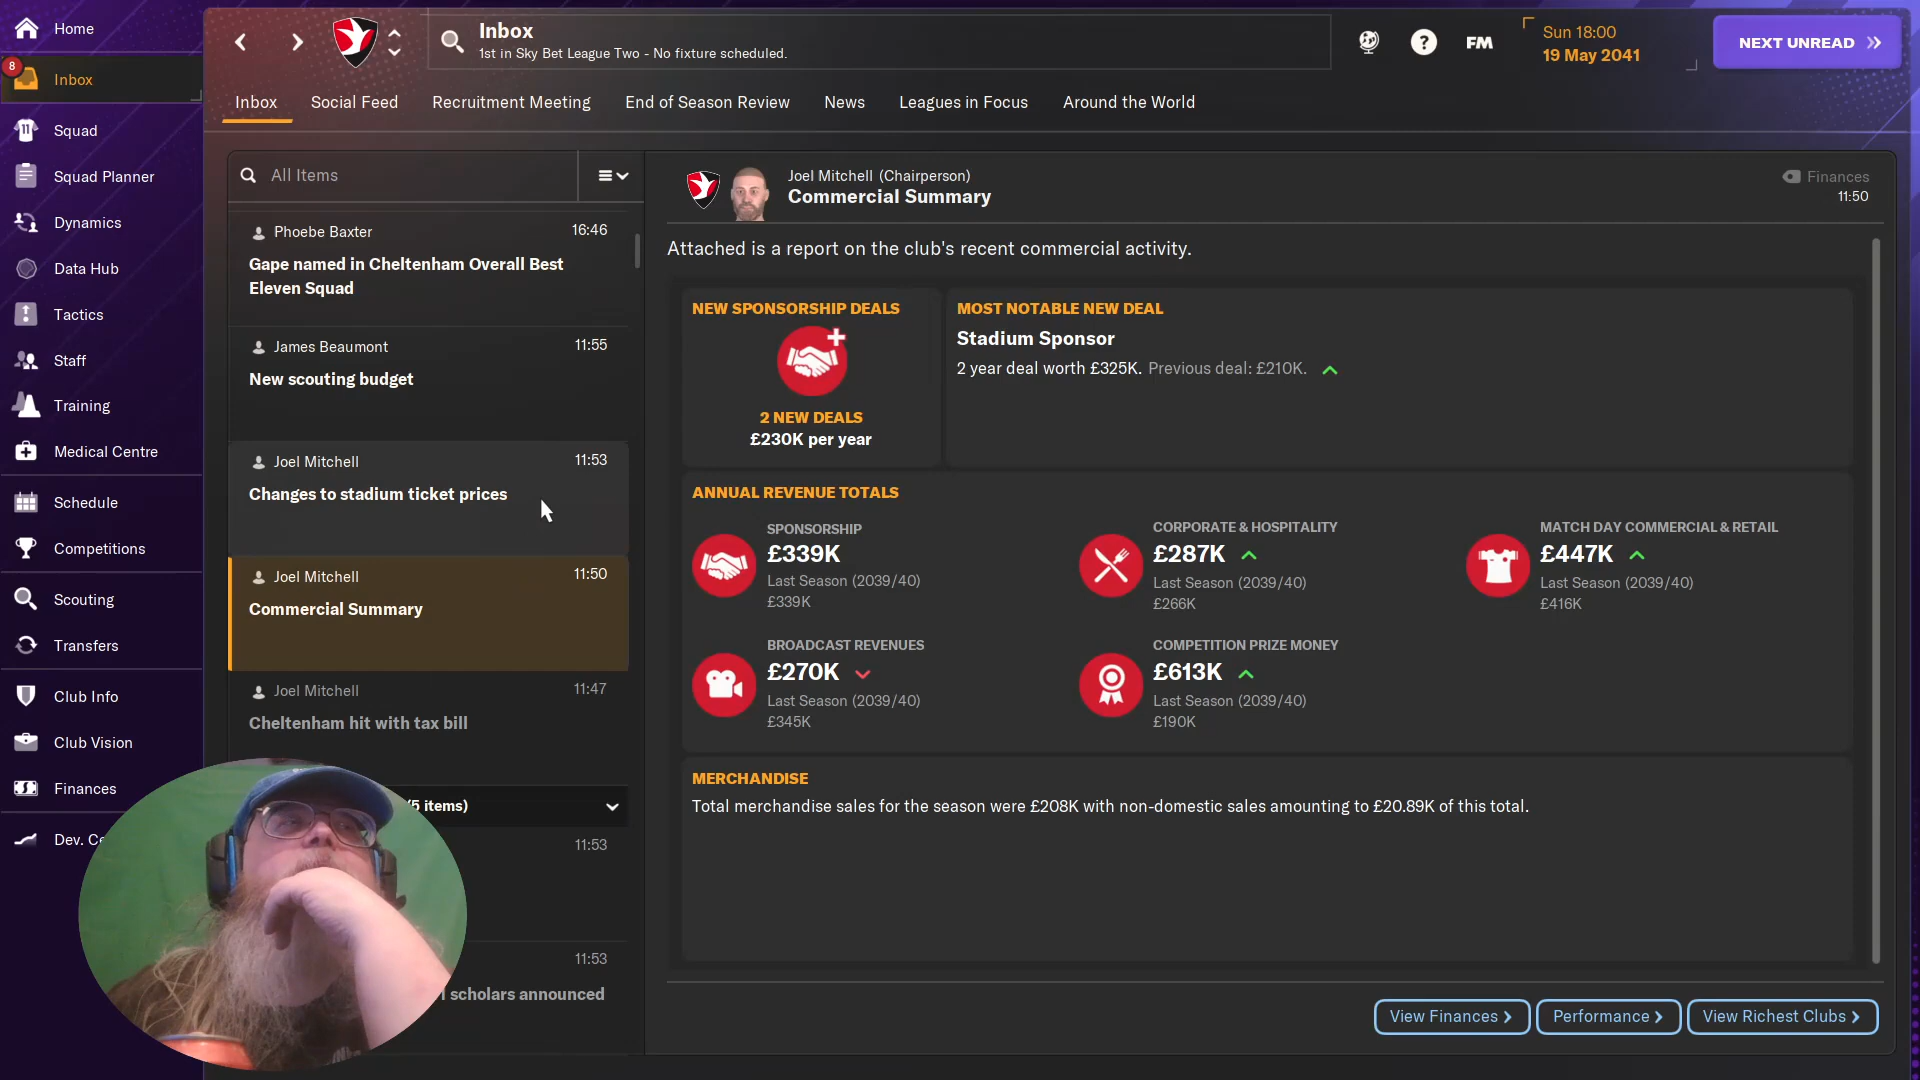 Home
8
Inbox
Squad
Squad Planner
Dynamics
Data Hub
Tactics
Staff
Training
Medical Centre
Schedule
Competitions
Scouting
Transfers
Club Info
Club Vision
Finances
Dev. Ce
Inbox
1st in Sky Bet League Two - No fixture scheduled.
?
FM
Sun 18:00
19 May 2041
NEXT UNREAD
Inbox
Social Feed
Recruitment Meeting
End of Season Review
News
Leagues in Focus
Around the World
All Items
Phoebe Baxter
16:46
Gape named in Cheltenham Overall Best
Eleven Squad
James Beaumont
11:55
New scouting budget
Joel Mitchell
11:53
Changes to stadium ticket prices
Joel Mitchell
11:50
Commercial Summary
Joel Mitchell
11:47
Cheltenham hit with tax bill
5 items)
11:53
11:53
scholars announced
Joel Mitchell (Chairperson)
Commercial Summary
Finances
11:50
Attached is a report on the club's recent commercial activity.
NEW SPONSORSHIP DEALS
2 NEW DEALS
£230K per year
MOST NOTABLE NEW DEAL
Stadium Sponsor
2 year deal worth £325K. Previous deal: £210K.
ANNUAL REVENUE TOTALS
SPONSORSHIP
£339K
Last Season (2039/40)
£339K
CORPORATE & HOSPITALITY
£287K
Last Season (2039/40)
£266K
MATCH DAY COMMERCIAL & RETAIL
£447K
Last Season (2039/40)
£416K
BROADCAST REVENUES
£270K
Last Season (2039/40)
£345K
COMPETITION PRIZE MONEY
£613K
Last Season (2039/40)
£190K
MERCHANDISE
Total merchandise sales for the season were £208K with non-domestic sales amounting to £20.89K of this total.
View Finances
Performance
View Richest Clubs